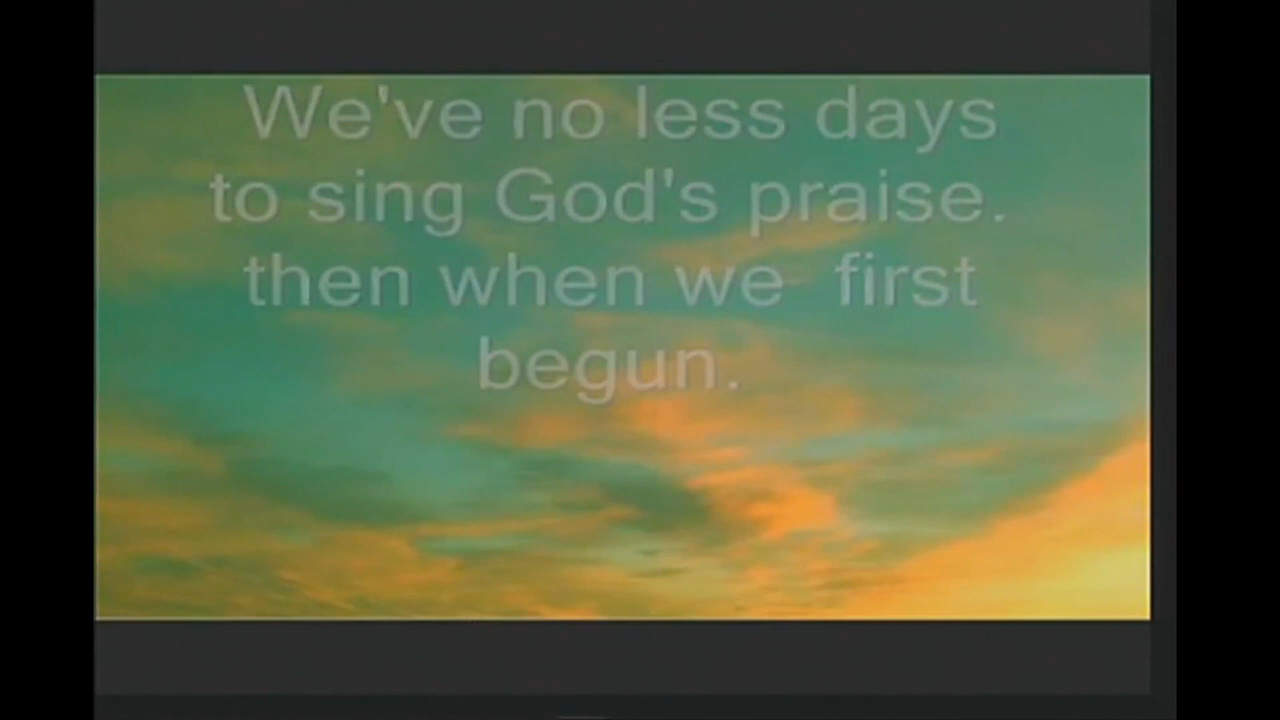 We've no less days
to sing God's praise.
then when we first
begun.